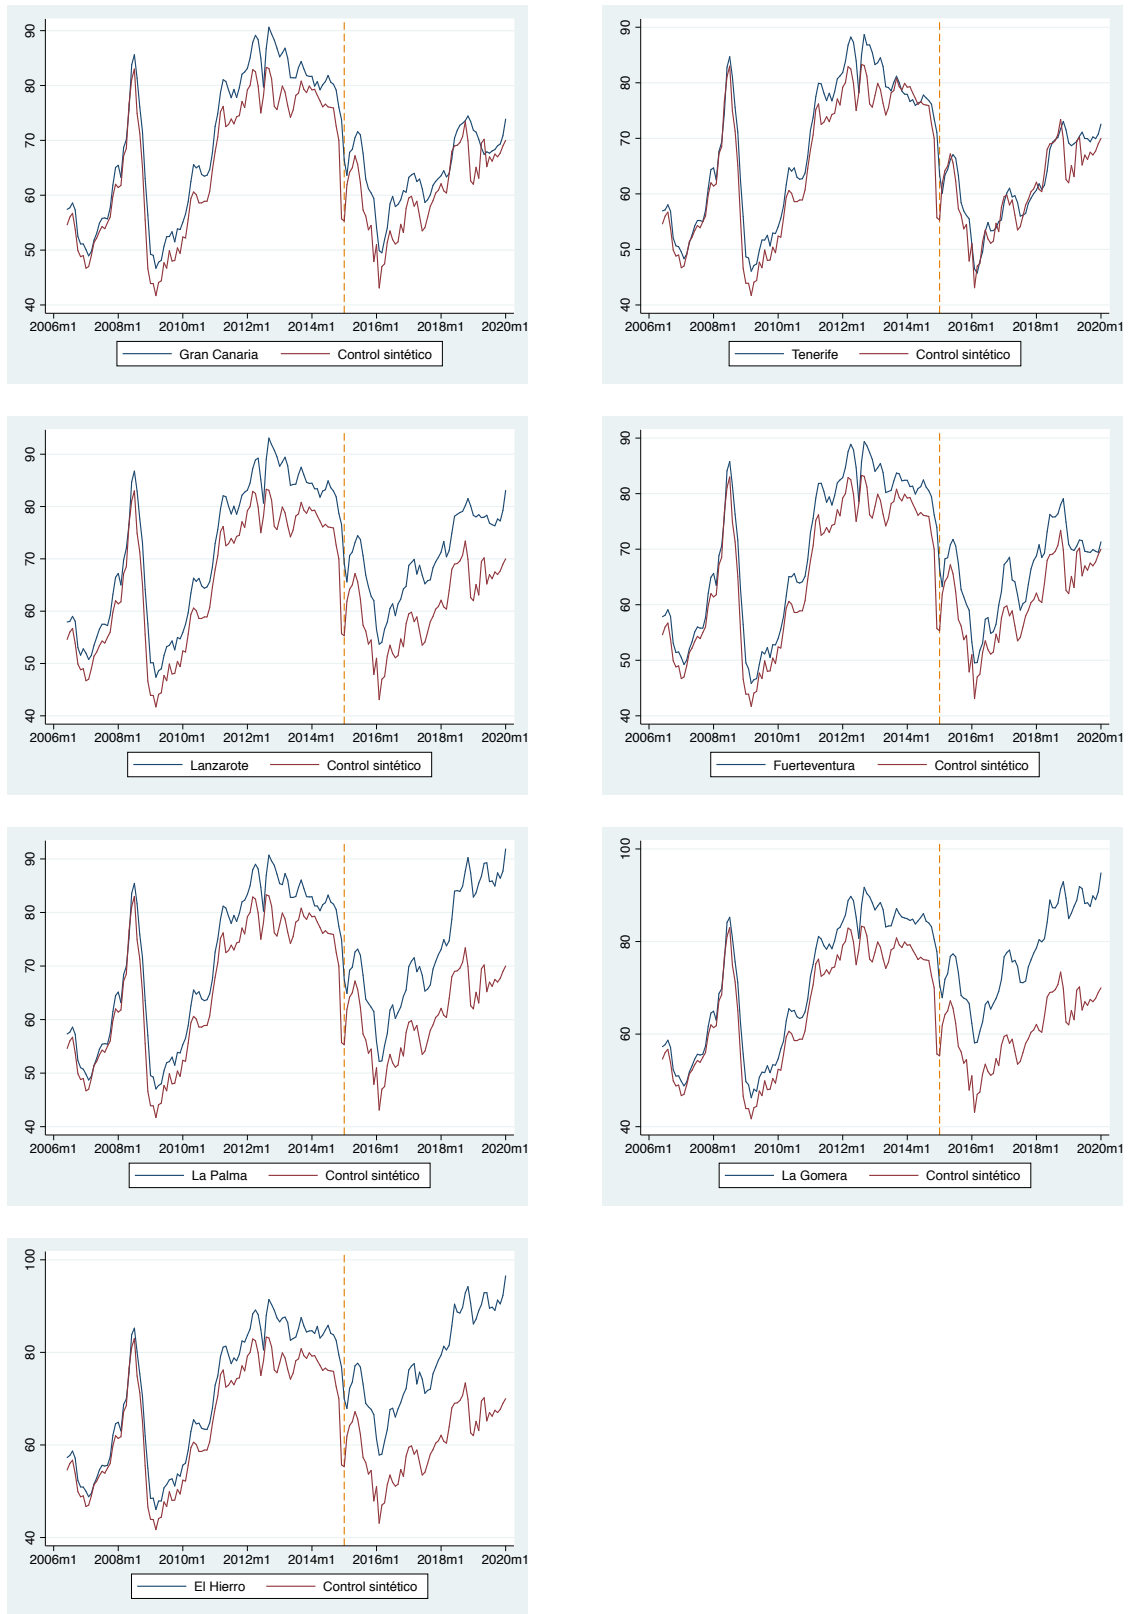 90
80
70
60
50
40
2006m1 2008m1 2010m1 2012m1 2014m1 2016m1 2018m1 2020m1
Gran Canaria Control sintético
90
80
70
60
50
40
2006m1 2008m1 2010m1 2012m1 2014m1 2016m1 2018m1 2020m1
Tenerife Control sintético
90
80
70
60
50
40
2006m1 2008m1 2010m1 2012m1 2014m1 2016m1 2018m1 2020m1
Lanzarote Control sintético
90
80
70
60
50
40
2006m1 2008m1 2010m1 2012m1 2014m1 2016m1 2018m1 2020m1
Fuerteventura Control sintético
90
80
70
60
50
40
2006m1 2008m1 2010m1 2012m1 2014m1 2016m1 2018m1 2020m1
La Palma Control sintético
100
80
60
40
2006m1 2008m1 2010m1 2012m1 2014m1 2016m1 2018m1 2020m1
La Gomera Control sintético
100
80
60
40
2006m1 2008m1 2010m1 2012m1 2014m1 2016m1 2018m1 2020m1
El Hierro Control sintético